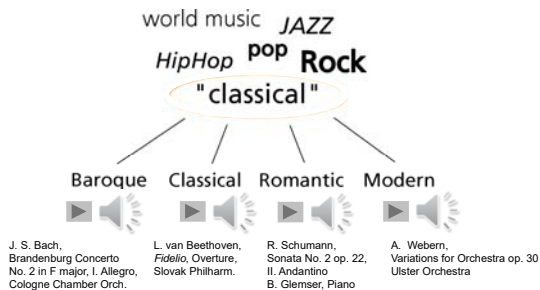 world music JAZZ
HipHop pop Rock
"classical"
Baroque Classical Romantic Modern
J. S. Bach,
Brandenburg Concerto
No. 2 in F major, I. Allegro,
Cologne Chamber Orch.
L. van Beethoven,
Fidelio, Overture,
Slovak Philharm.
R. Schumann,
Sonata No. 2 op. 22,
II. Andantino
B. Glemser, Piano
A. Webern,
Variations for Orchestra op. 30
Ulster Orchestra